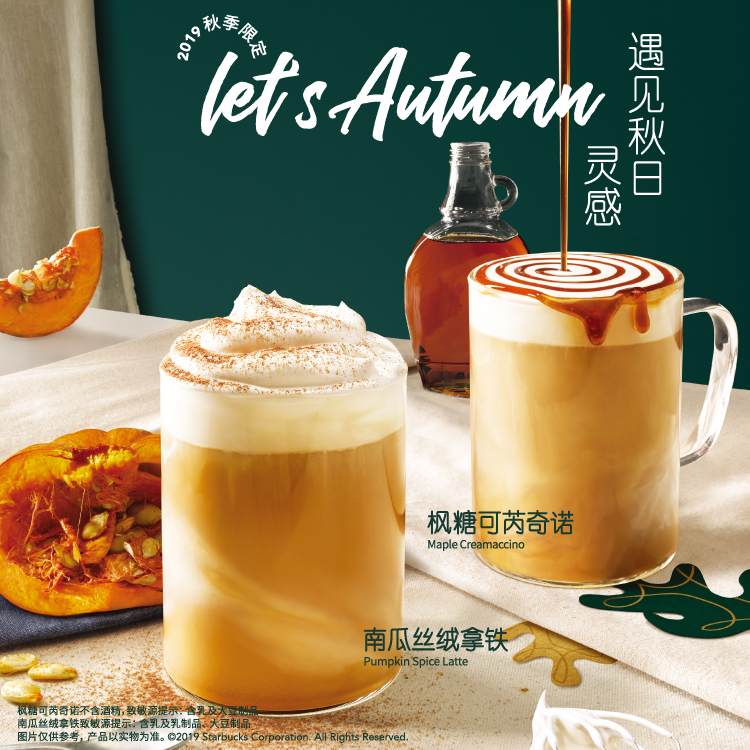 2019 秋季限定
let's Autumn
遇见秋日
灵感
枫糖可芮奇诺
Maple Creamaccino
南瓜丝绒拿铁
Pumpkin Spice Latte
枫糖可芮奇诺不含酒精，致敏源提示：含乳及大豆制品
南瓜丝绒拿铁致敏源提示：含乳及乳制品、大豆制品
图片仅供参考，产品以实物为准。©2019 Starbucks Corporation. All Rights Reserved.